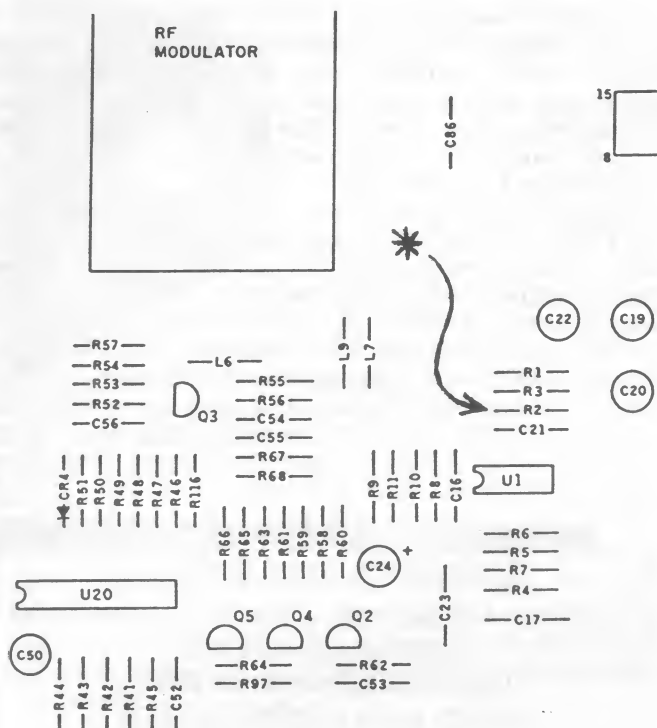 RF
MODULATOR
15
8
C86
C22
C19
C20
L9
L7
R57
R54
R53
R52
C56
L6
Q3
R55
R56
C54
C55
R67
R68
R1
R3
R2
C21
CR4
R51
R50
R49
R48
R47
R46
R116
R9
R11
R10
R8
C16
U1
R66
R65
R63
R61
R59
R58
R60
C24
+
R6
R5
R7
R4
C17
C23
U20
Q5
Q4
Q2
C50
R64
R97
R62
C53
R44
R43
R42
R41
R45
C52